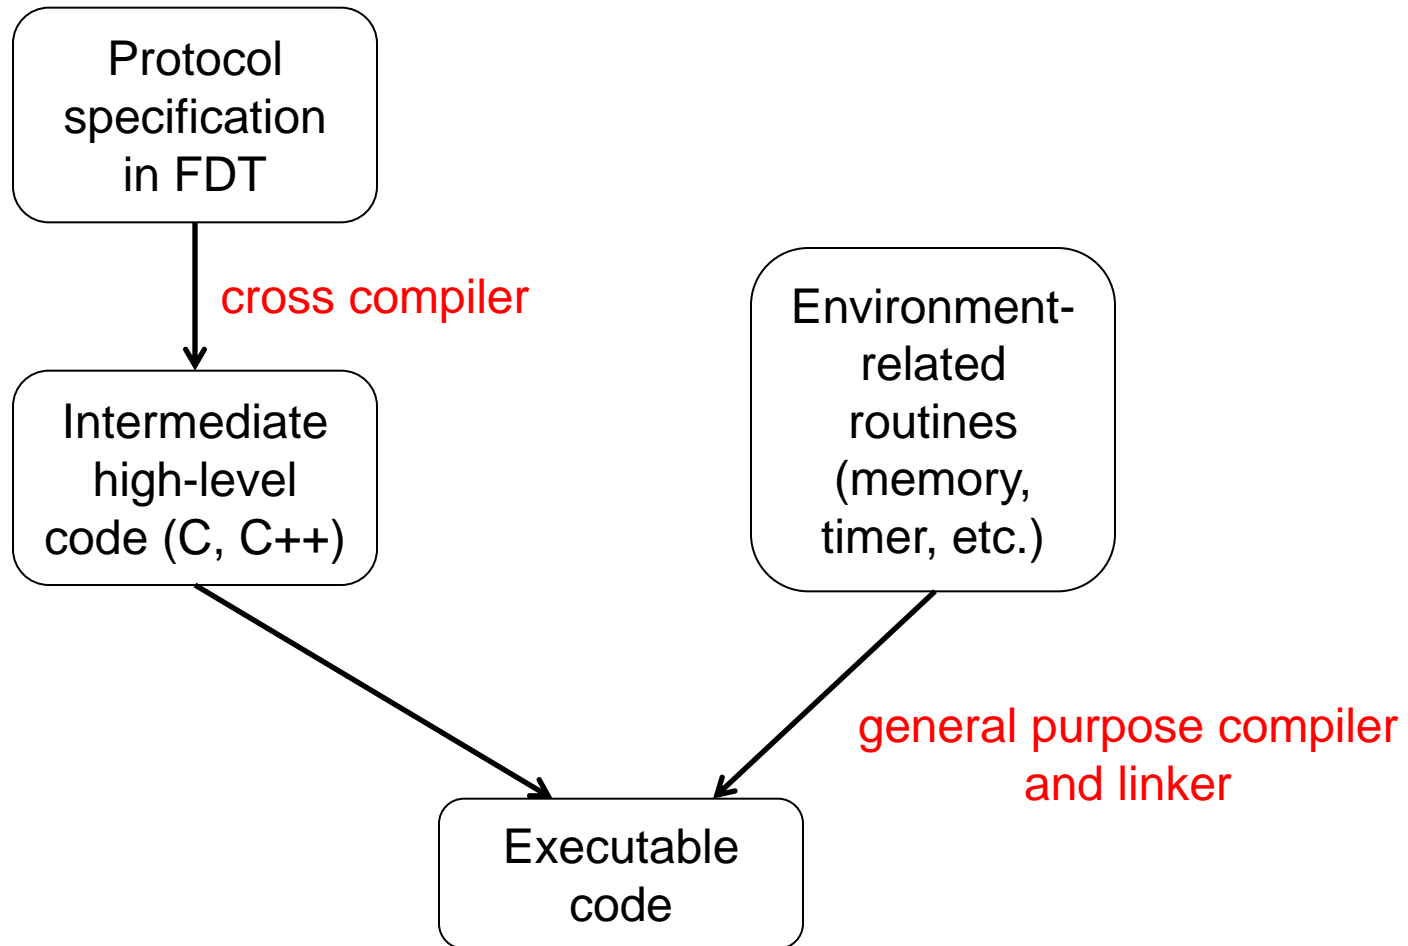 Protocol
specification
in FDT
cross compiler
Intermediate
high-level
code (C, C++)
Environment-
related
routines
(memory,
timer, etc.)
general purpose compiler
and linker
Executable
code